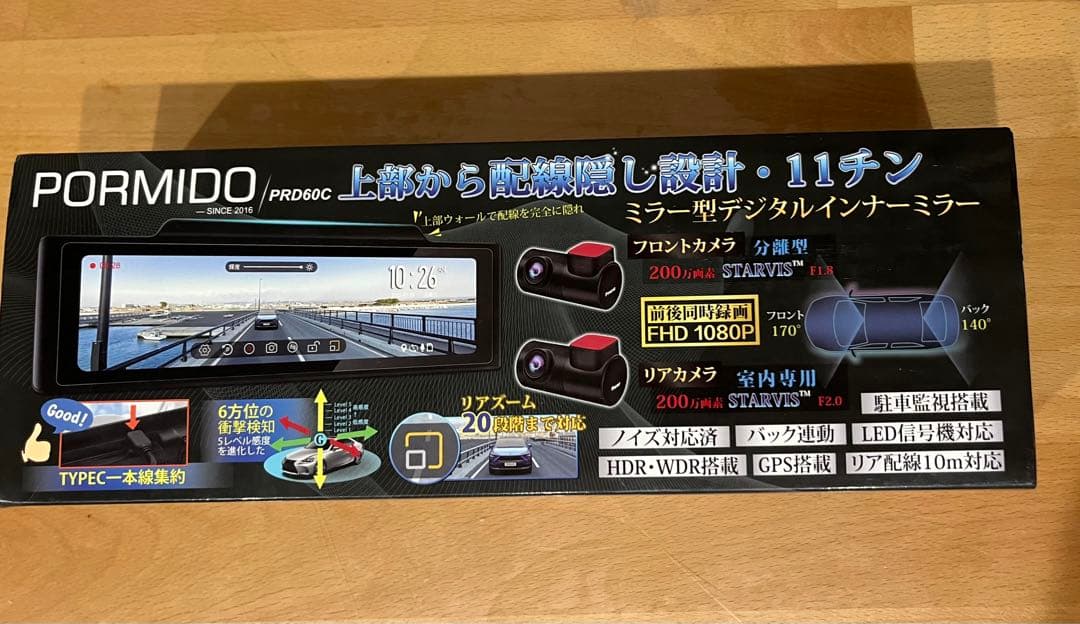 PORMIDO
SINCE 2016
/PRD60C
上部から配線隠し設計・11チン
ミラー型デジタルインナーミラー
上部ウォールで配線を完全に隠れ
輝度
10:26
フロントカメラ 分離型
200万画素 STARVIS™ F1.8
前後同時録画
FHD 1080P
フロント
170°
バック
140°
リアカメラ 室内専用
200万画素 STARVIS™ F2.0
駐車監視搭載
ノイズ対応済
バック連動
LED信号機対応
HDR・WDR搭載
GPS搭載
リア配線10m対応
Good!
TYPEC一本線集約
6方位の
衝撃検知
5レベル感度
を進化した
G
リアズーム
20段階まで対応